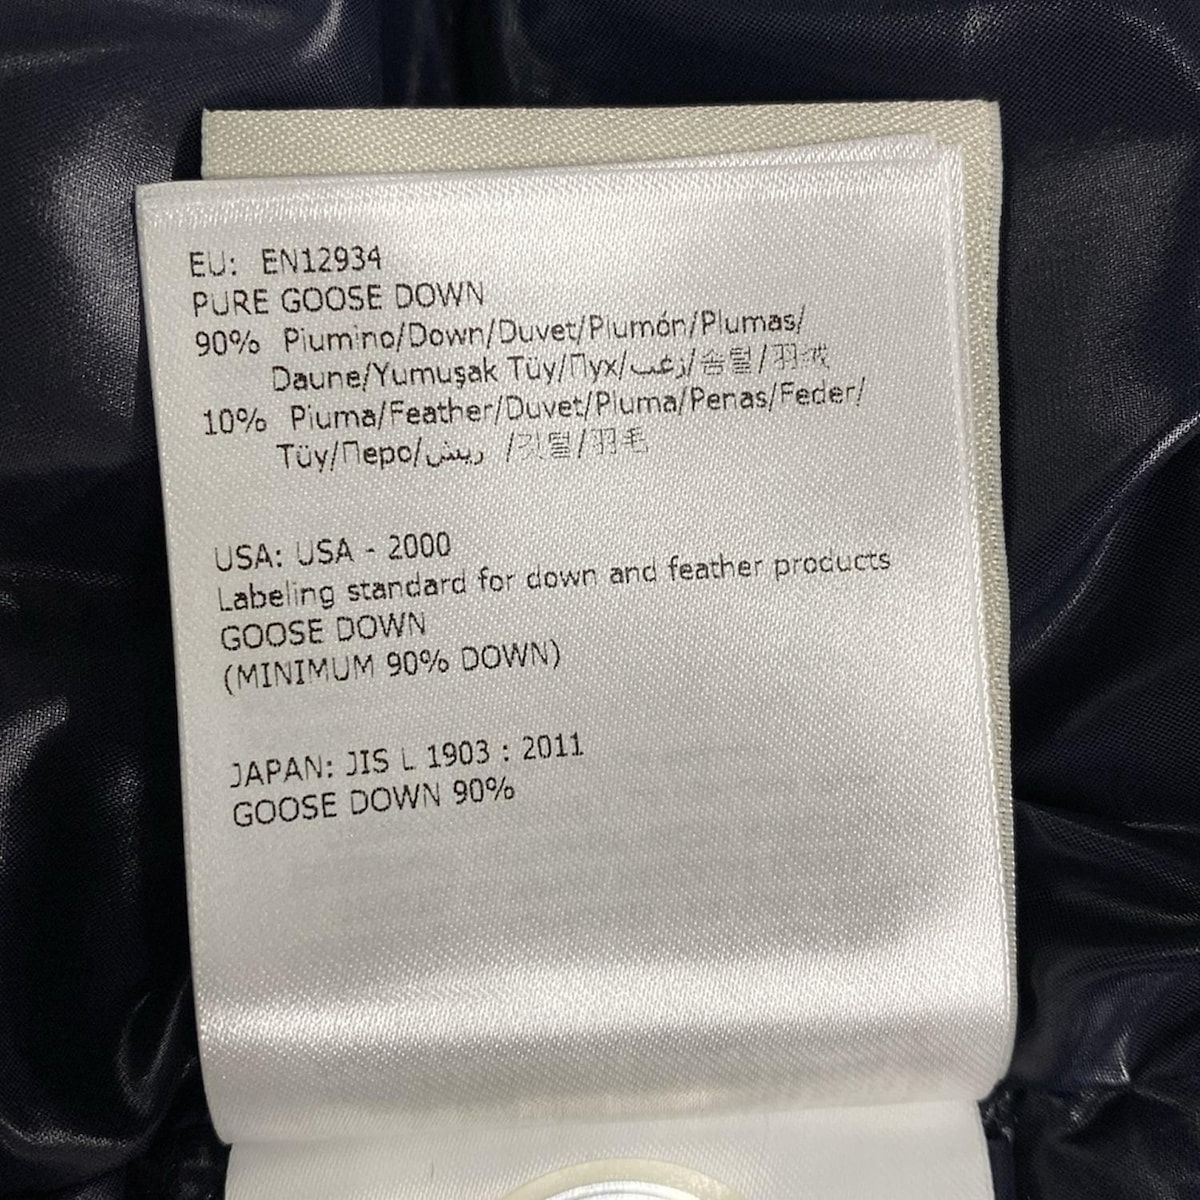 EU: EN12934
PURE GOOSE DOWN
90% Piumino/Down/Duvet/Plumón/Plumas/
Daune/Yumuşak Tüy/Пух/زغب/솜털/羽绒
10% Piuma/Feather/Duvet/Pluma/Penas/Feder/
Tüy/Перо/ريش /깃털/羽毛
USA: USA - 2000
Labeling standard for down and feather products
GOOSE DOWN
(MINIMUM 90% DOWN)
JAPAN: JIS L 1903 : 2011
GOOSE DOWN 90%